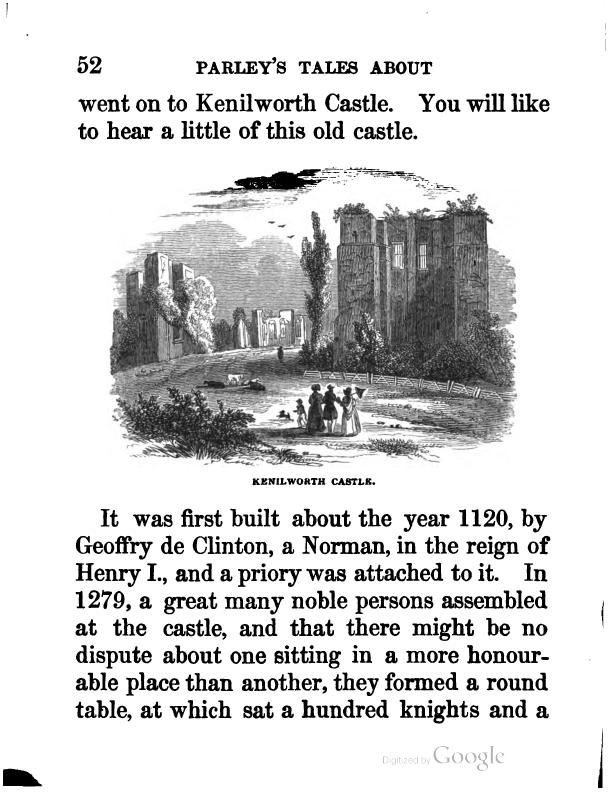 52 PARLEY'S TALES ABOUT
went on to Kenilworth Castle. You will like
to hear a little of this old castle.
KENILWORTH CASTLE.
It was first built about the year 1120, by
Geoffry de Clinton, a Norman, in the reign of
Henry I., and a priory was attached to it. In
1279, a great many noble persons assembled
at the castle, and that there might be no
dispute about one sitting in a more honour-
able place than another, they formed a round
table, at which sat a hundred knights and a
Digitized by Google